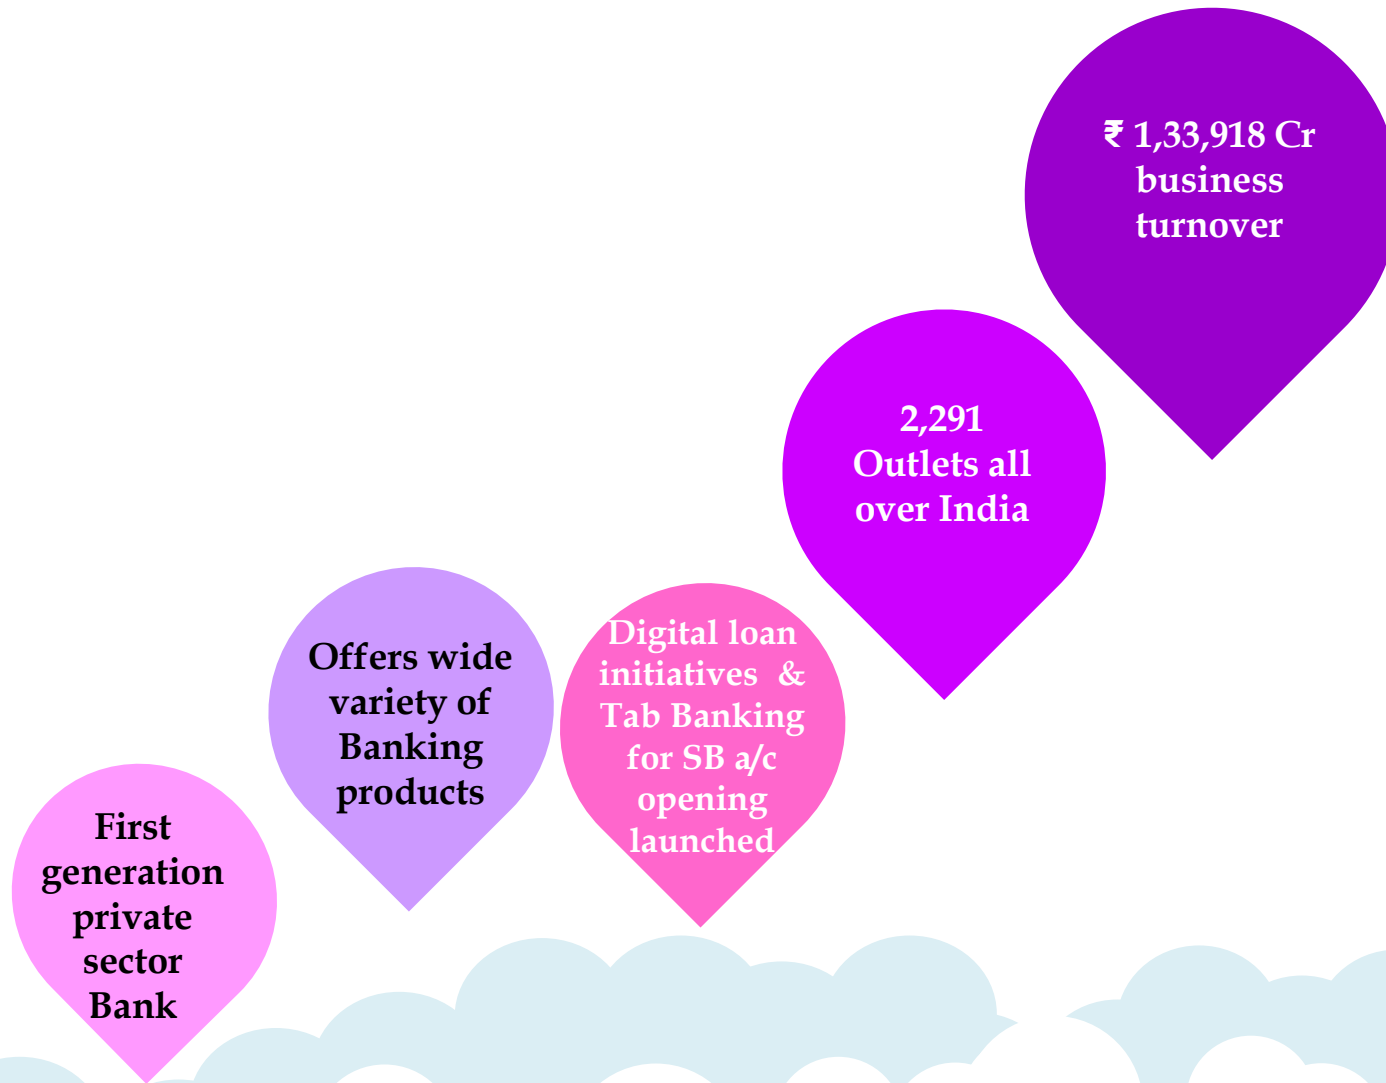 First
generation
private
sector
Bank
Offers wide
variety of
Banking
products
Digital loan
initiatives  &
Tab Banking
for SB a/c
opening
launched
2,291
Outlets all
over India
₹ 1,33,918 Cr
business
turnover